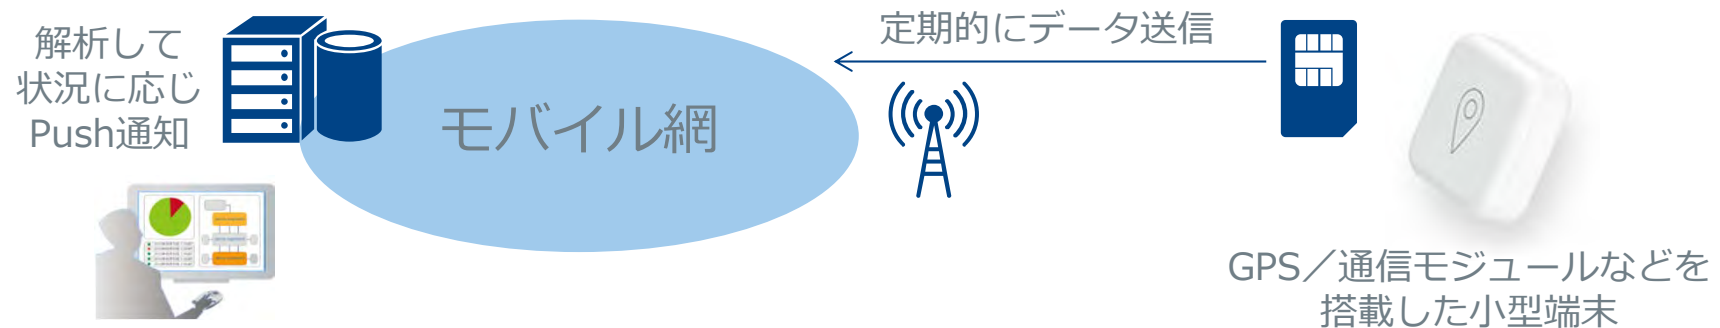 解析して
状況に応じ
Push通知
モバイル網
定期的にデータ送信
GPS／通信モジュールなどを
搭載した小型端末